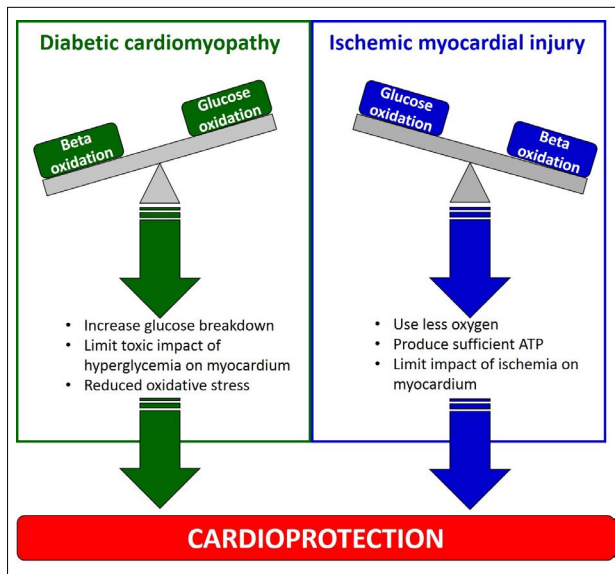 Diabetic cardiomyopathy
Beta
oxidation
Glucose
oxidation
• Increase glucose breakdown
• Limit toxic impact of
hyperglycemia on myocardium
• Reduced oxidative stress
Ischemic myocardial injury
Glucose
oxidation
Beta
oxidation
• Use less oxygen
• Produce sufficient ATP
• Limit impact of ischemia on
myocardium
CARDIOPROTECTION